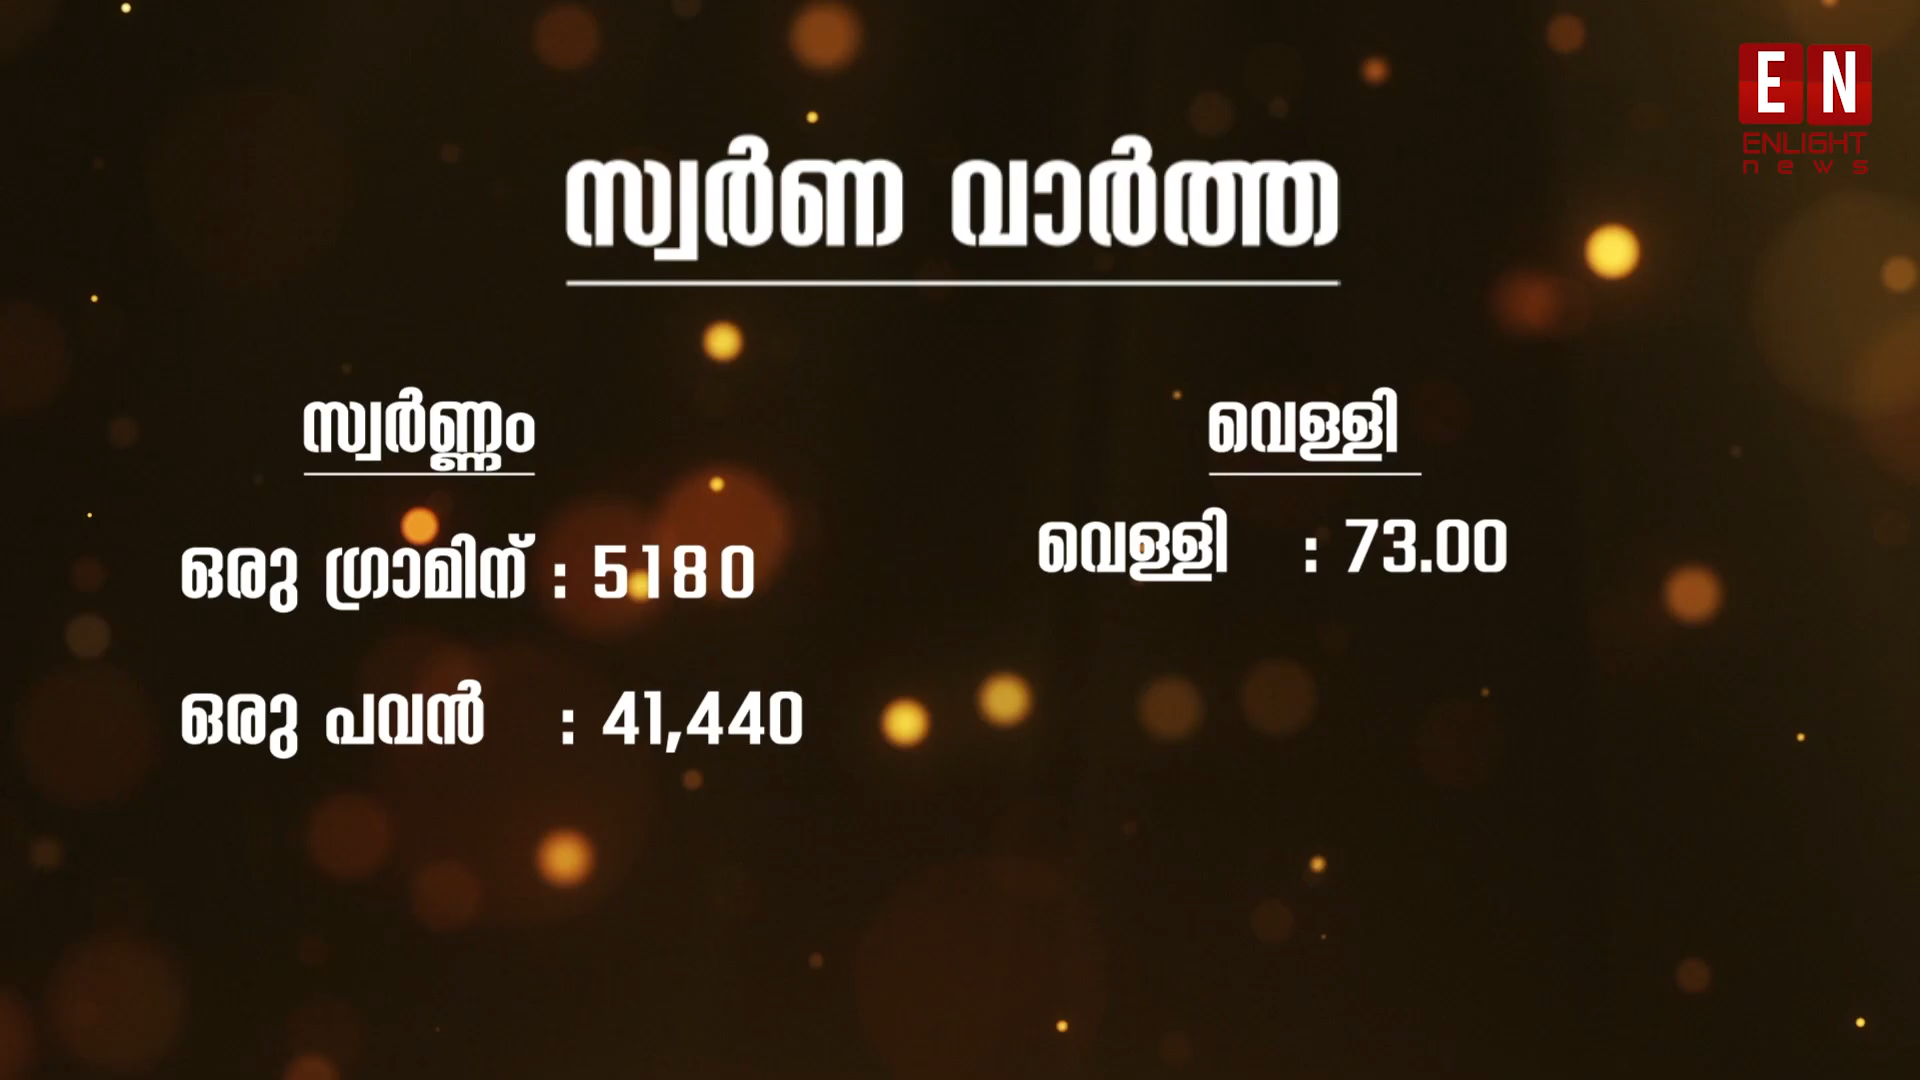 EN
ENLIGHT
news
സ്വർണ വാർത്ത
സ്വർണ്ണം
ഒരു ഗ്രാമിന് : 5180
ഒരു പവൻ : 41,440
വെള്ളി
വെള്ളി : 73.00